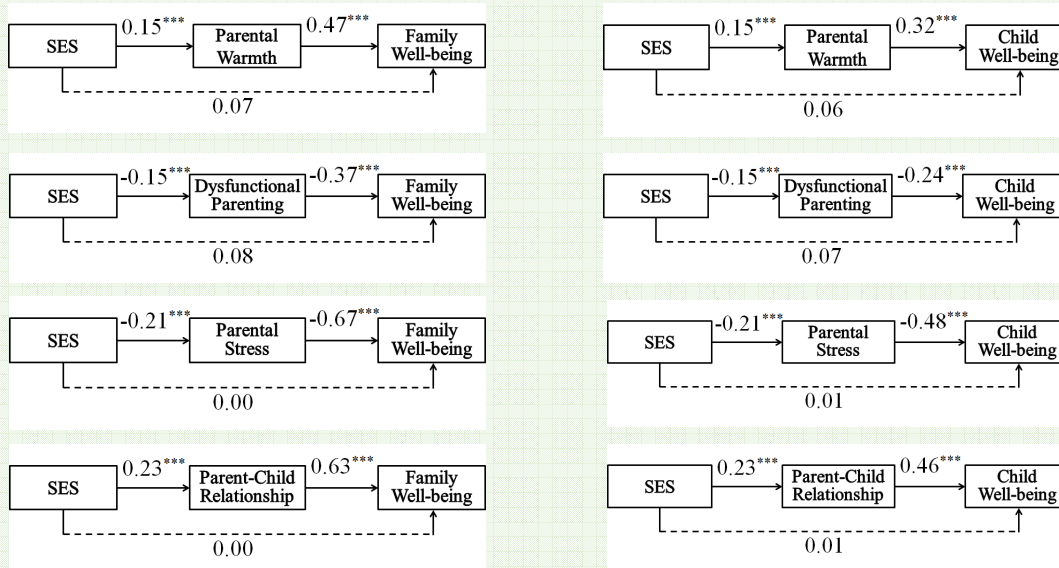 0.15*** 0.47***
SES Parental Warmth Family Well-being
0.07
0.15*** 0.32***
SES Parental Warmth Child Well-being
0.06
-0.15*** -0.37***
SES Dysfunctional Parenting Family Well-being
0.08
-0.15*** -0.24***
SES Dysfunctional Parenting Child Well-being
0.07
-0.21*** -0.67***
SES Parental Stress Family Well-being
0.00
-0.21*** -0.48***
SES Parental Stress Child Well-being
0.01
0.23*** 0.63***
SES Parent-Child Relationship Family Well-being
0.00
0.23*** 0.46***
SES Parent-Child Relationship Child Well-being
0.01